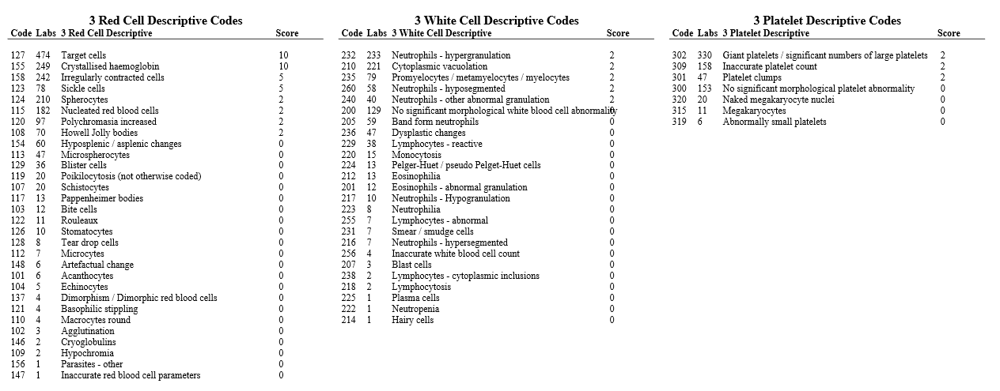 3 Red Cell Descriptive Codes
Code Labs 3 Red Cell Descriptive Score
127 474 Target cells 10
155 249 Crystallised haemoglobin 10
158 242 Irregularly contracted cells 5
123 78 Sickle cells 5
124 210 Spherocytes 2
115 182 Nucleated red blood cells 2
120 97 Polychromasia increased 2
108 70 Howell Jolly bodies 2
154 60 Hyposplenic / asplenic changes 0
113 47 Microspherocytes 0
129 36 Blister cells 0
119 20 Poikilocytosis (not otherwise coded) 0
107 20 Schistocytes 0
117 13 Pappenheimer bodies 0
103 12 Bite cells 0
122 11 Rouleaux 0
126 10 Stomatocytes 0
128 8 Tear drop cells 0
112 7 Microcytes 0
148 6 Artefactual change 0
101 6 Acanthocytes 0
104 5 Echinocytes 0
137 4 Dimorphism / Dimorphic red blood cells 0
121 4 Basophilic stippling 0
110 4 Macrocytes round 0
102 3 Agglutination 0
146 2 Cryoglobulins 0
109 2 Hypochromia 0
156 1 Parasites - other 0
147 1 Inaccurate red blood cell parameters 0
3 White Cell Descriptive Codes
Code Labs 3 White Cell Descriptive Score
232 233 Neutrophils - hypergranulation 2
210 221 Cytoplasmic vacuolation 2
235 79 Promyelocytes / metamyelocytes / myelocytes 2
260 58 Neutrophils - hyposegmented 2
240 40 Neutrophils - other abnormal granulation 2
200 129 No significant morphological white blood cell abnormality 0
205 59 Band form neutrophils 0
236 47 Dysplastic changes 0
229 38 Lymphocytes - reactive 0
220 15 Monocytosis 0
224 13 Pelger-Huet / pseudo Pelget-Huet cells 0
212 13 Eosinophilia 0
201 12 Eosinophils - abnormal granulation 0
217 10 Neutrophils - Hypogranulation 0
223 8 Neutrophilia 0
255 7 Lymphocytes - abnormal 0
231 7 Smear / smudge cells 0
216 7 Neutrophils - hypersegmented 0
256 4 Inaccurate white blood cell count 0
207 3 Blast cells 0
238 2 Lymphocytes - cytoplasmic inclusions 0
218 2 Lymphocytosis 0
225 1 Plasma cells 0
222 1 Neutropenia 0
214 1 Hairy cells 0
3 Platelet Descriptive Codes
Code Labs 3 Platelet Descriptive Score
302 330 Giant platelets / significant numbers of large platelets 2
309 158 Inaccurate platelet count 2
301 47 Platelet clumps 2
300 153 No significant morphological platelet abnormality 0
320 20 Naked megakaryocyte nuclei 0
315 11 Megakaryocytes 0
319 6 Abnormally small platelets 0